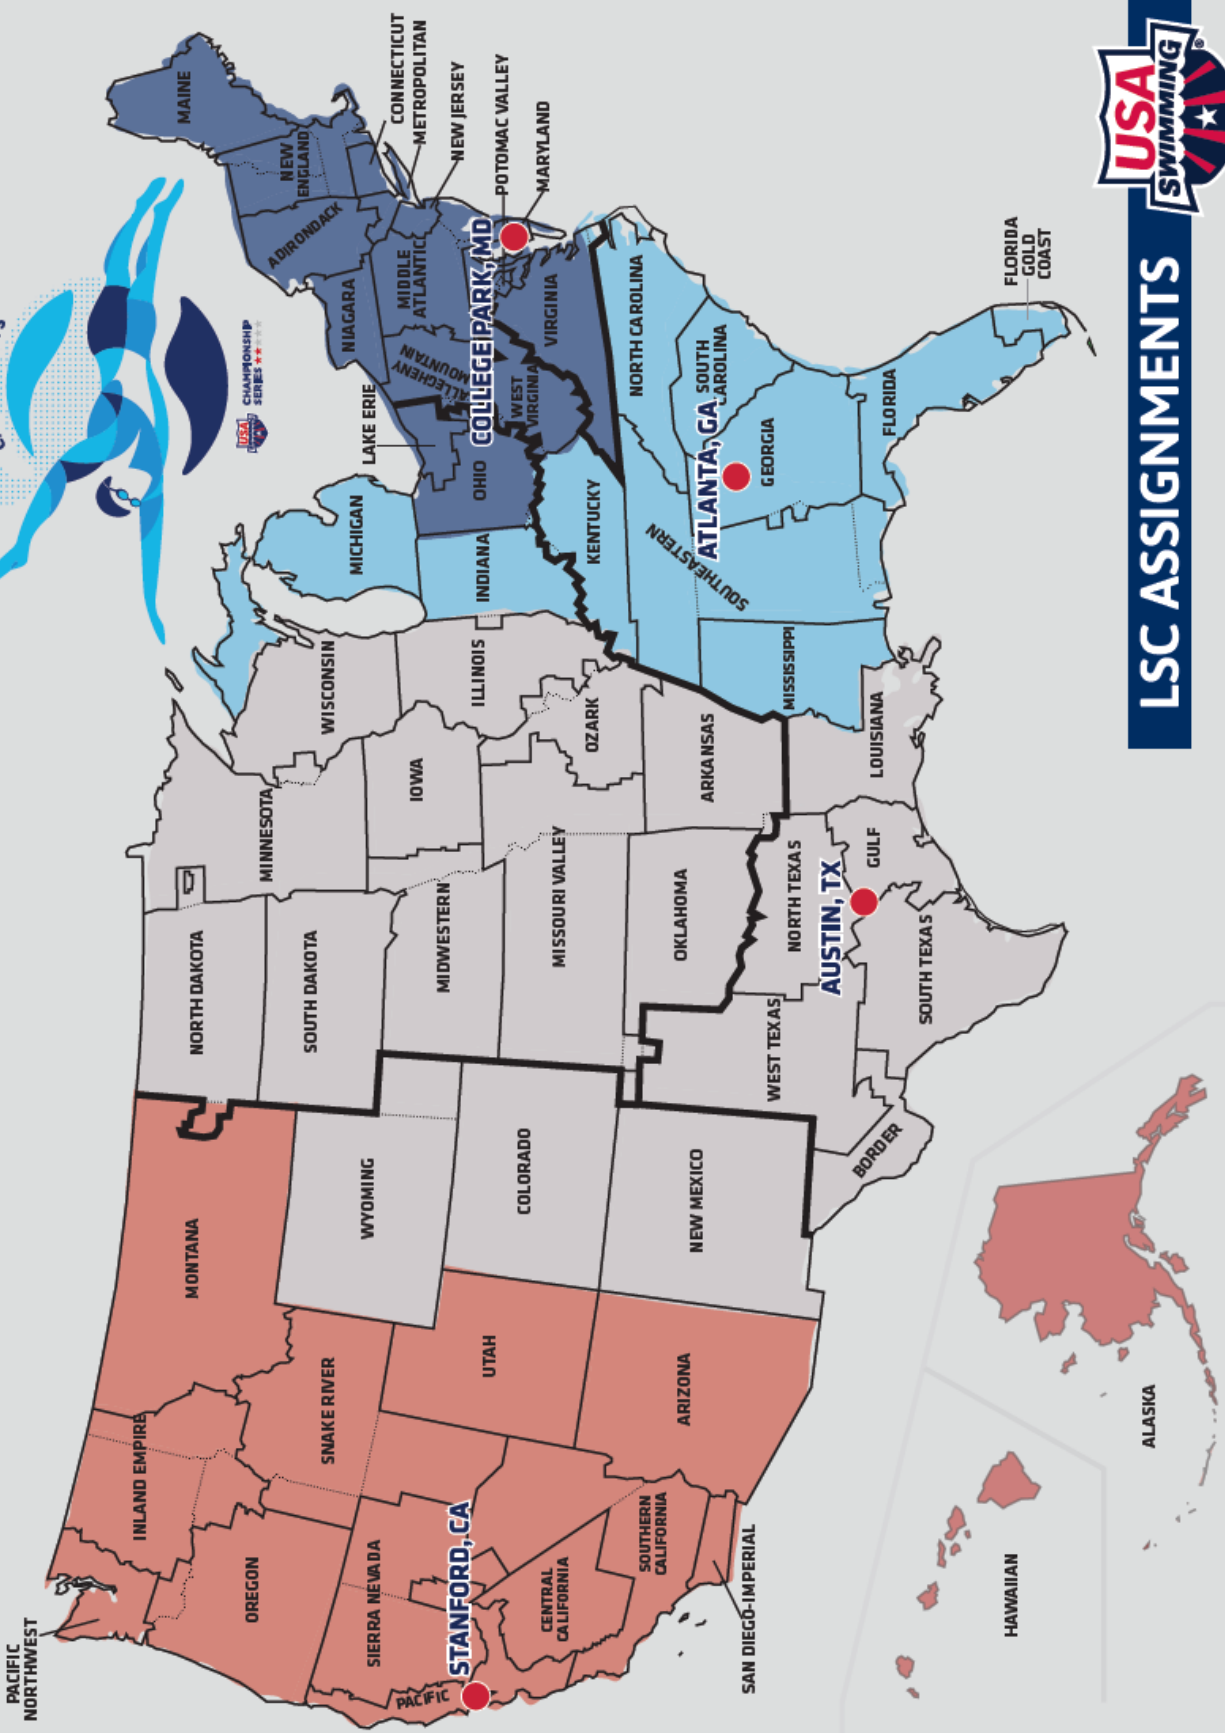 USA
CHAMPIONSHIP
SERIES
PACIFIC
NORTHWEST
INLAND EMPIRE
MONTANA
NORTH DAKOTA
MINNESOTA
OREGON
SNAKE RIVER
WYOMING
SOUTH DAKOTA
WISCONSIN
MICHIGAN
LAKE ERIE
NIAGARA
ADIRONDACK
NEW
ENGLAND
MAINE
CONNECTICUT
METROPOLITAN
NEW JERSEY
POTOMAC VALLEY
MARYLAND
SIERRA NEVADA
PACIFIC
STANFORD, CA
UTAH
COLORADO
MIDWESTERN
IOWA
ILLINOIS
INDIANA
OHIO
ALLEGHENY
MOUNTAIN
MIDDLE
ATLANTIC
COLLEGE PARK, MD
WEST
VIRGINIA
VIRGINIA
CENTRAL
CALIFORNIA
SOUTHERN
CALIFORNIA
SAN DIEGO-IMPERIAL
ARIZONA
NEW MEXICO
MISSOURI VALLEY
OZARK
KENTUCKY
NORTH CAROLINA
OKLAHOMA
ARKANSAS
SOUTHEASTERN
ATLANTA, GA
SOUTH
CAROLINA
GEORGIA
WEST TEXAS
NORTH TEXAS
AUSTIN, TX
MISSISSIPPI
LOUISIANA
GULF
FLORIDA
FLORIDA
GOLD
COAST
BORDER
SOUTH TEXAS
HAWAIIAN
ALASKA
LSC ASSIGNMENTS
USA
SWIMMING®